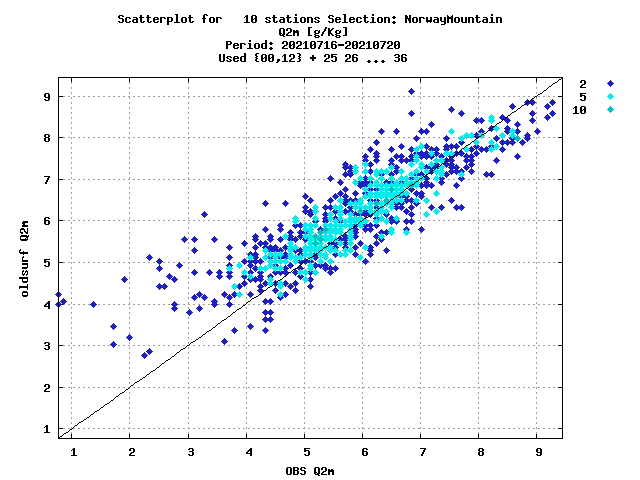 Scatterplot for   10 stations Selection: NorwayMountain
Q2m [g/Kg]
Period: 20210716-20210720
Used {00,12} + 25 26 ... 36
2
5
10
9
8
7
6
5
4
3
2
1
oldsurf Q2m
1 2 3 4 5 6 7 8 9
OBS Q2m